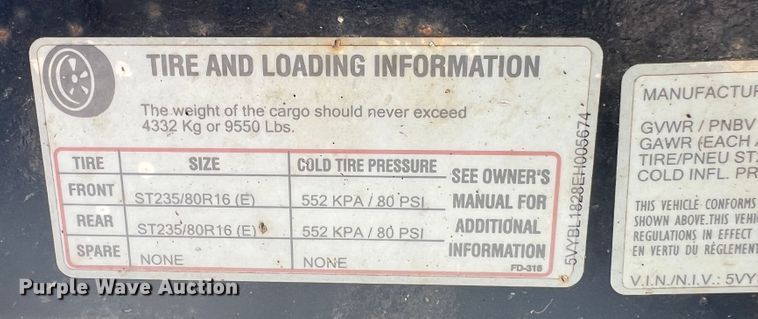 TIRE AND LOADING INFORMATION
The weight of the cargo should never exceed
4332 Kg or 9550 Lbs.
TIRE SIZE COLD TIRE PRESSURE SEE OWNER'S MANUAL FOR ADDITIONAL INFORMATION
FRONT ST235/80R16 (E) 552 KPA / 80 PSI
REAR ST235/80R16 (E) 552 KPA / 80 PSI
SPARE NONE NONE
FD-316
5VYBL1828EH005674
MANUFACTUR
GVWR / PNBV
GAWR (EACH
TIRE/PNEU ST
COLD INFL. PR
THIS VEHICLE CONFORMS
SHOWN ABOVE.THIS VEHI
REGULATIONS IN EFFECT
EN VERTU DU RÈGLEMENT
V.I.N./N.I.V.: 5VY
Purple Wave Auction